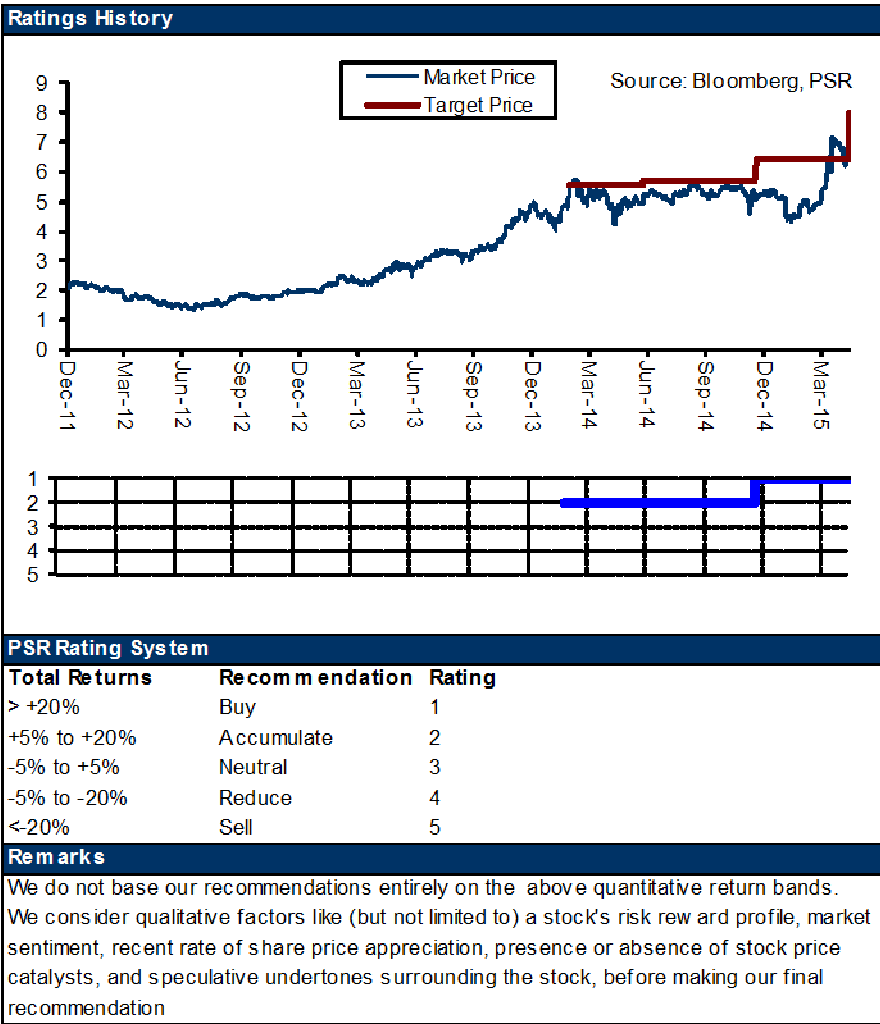 Ratings History
Market Price
Target Price
Source: Bloomberg, PSR
9
8
7
6
5
4
3
2
1
0
Dec-11
Mar-12
Jun-12
Sep-12
Dec-12
Mar-13
Jun-13
Sep-13
Dec-13
Mar-14
Jun-14
Sep-14
Dec-14
Mar-15
1
2
3
4
5
PSR Rating System
Total Returns Recommendation Rating
> +20% Buy 1
+5% to +20% Accumulate 2
-5% to +5% Neutral 3
-5% to -20% Reduce 4
<-20% Sell 5
Remarks
We do not base our recommendations entirely on the above quantitative return bands.
We consider qualitative factors like (but not limited to) a stock's risk reward profile, market
sentiment, recent rate of share price appreciation, presence or absence of stock price
catalysts, and speculative undertones surrounding the stock, before making our final
recommendation